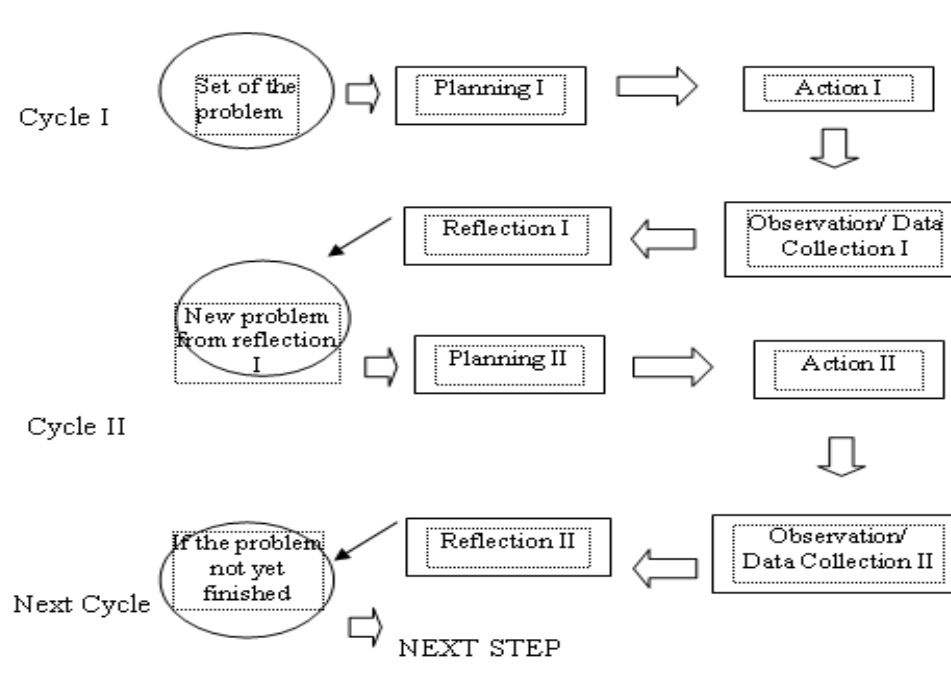 Set of the
problem
Planning I
Action I
Cycle I
Reflection I
Observation/ Data
Collection I
New problem
from reflection
I
Planning II
Action II
Cycle II
If the problem
not yet
finished
Reflection II
Observation/
Data Collection II
Next Cycle
NEXT STEP